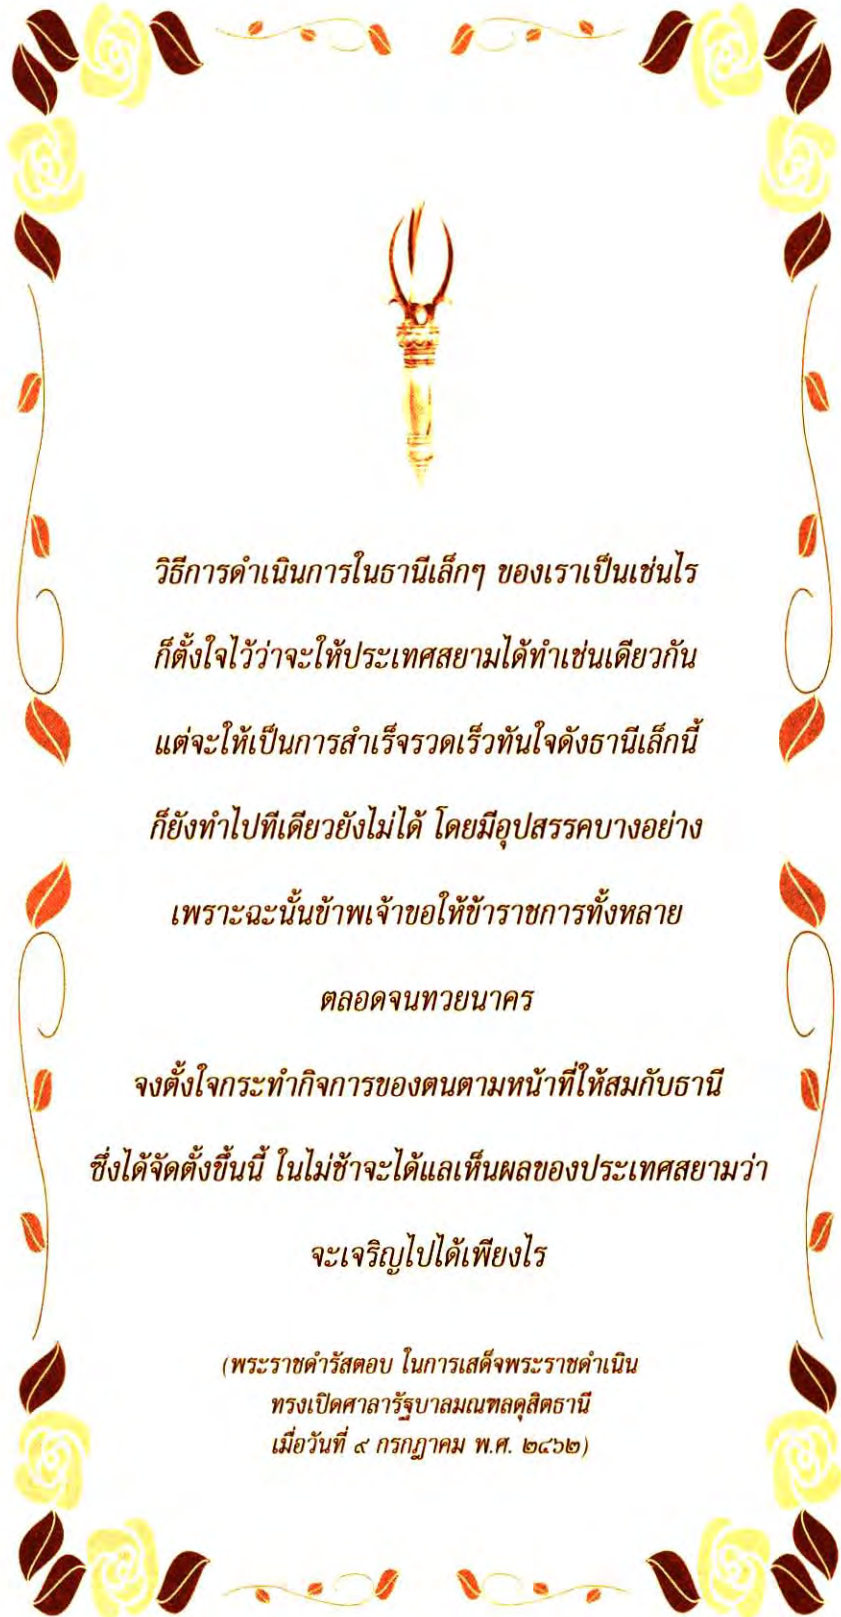 วิธีการดำเนินการในธานีเล็กๆ ของเราเป็นเช่นไร
ก็ตั้งใจไว้ว่าจะให้ประเทศสยามได้ทำเช่นเดียวกัน
แต่จะให้เป็นการสำเร็จรวดเร็วทันใจดังธานีเล็กนี้
ก็ยังทำไปทีเดียวยังไม่ได้ โดยมีอุปสรรคบางอย่าง
เพราะฉะนั้นข้าพเจ้าขอให้ข้าราชการทั้งหลาย
ตลอดจนทวยนาคร
จงตั้งใจกระทำกิจการของตนตามหน้าที่ให้สมกับธานี
ซึ่งได้จัดตั้งขึ้นนี้ ในไม่ช้าจะได้แลเห็นผลของประเทศสยามว่า
จะเจริญไปได้เพียงไร
(พระราชดำรัสตอบ ในการเสด็จพระราชดำเนิน
ทรงเปิดศาลารัฐบาลมณฑลดุสิตธานี
เมื่อวันที่ ๙ กรกฎาคม พ.ศ. ๒๔๖๒)